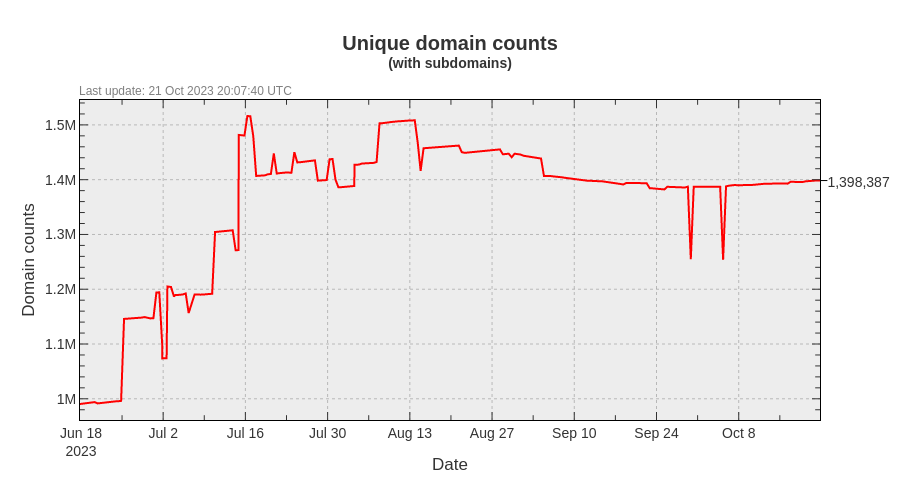 Unique domain counts
(with subdomains)
Last update: 21 Oct 2023 20:07:40 UTC
1.5M
1.4M
1.3M
1.2M
1.1M
1M
Domain counts
1,398,387
Jun 18
2023
Jul 2
Jul 16
Jul 30
Aug 13
Aug 27
Sep 10
Sep 24
Oct 8
Date